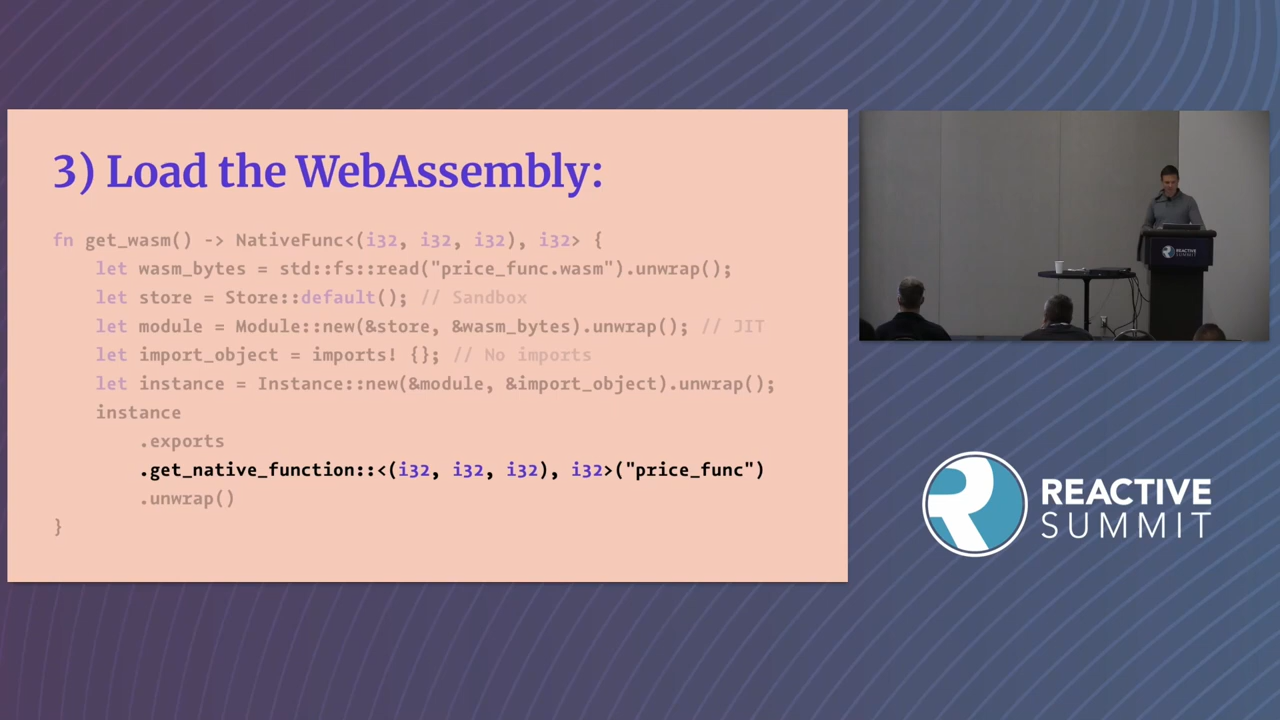 3) Load the WebAssembly:
fn get_wasm() -> NativeFunc<(i32, i32, i32), i32> {
    let wasm_bytes = std::fs::read("price_func.wasm").unwrap();
    let store = Store::default(); // Sandbox
    let module = Module::new(&store, &wasm_bytes).unwrap(); // JIT
    let import_object = imports! {}; // No imports
    let instance = Instance::new(&module, &import_object).unwrap();
    instance
        .exports
        .get_native_function::<(i32, i32, i32), i32>("price_func")
        .unwrap()
}
REACTIVE
SUMMIT
REACTIVE
SUMMIT